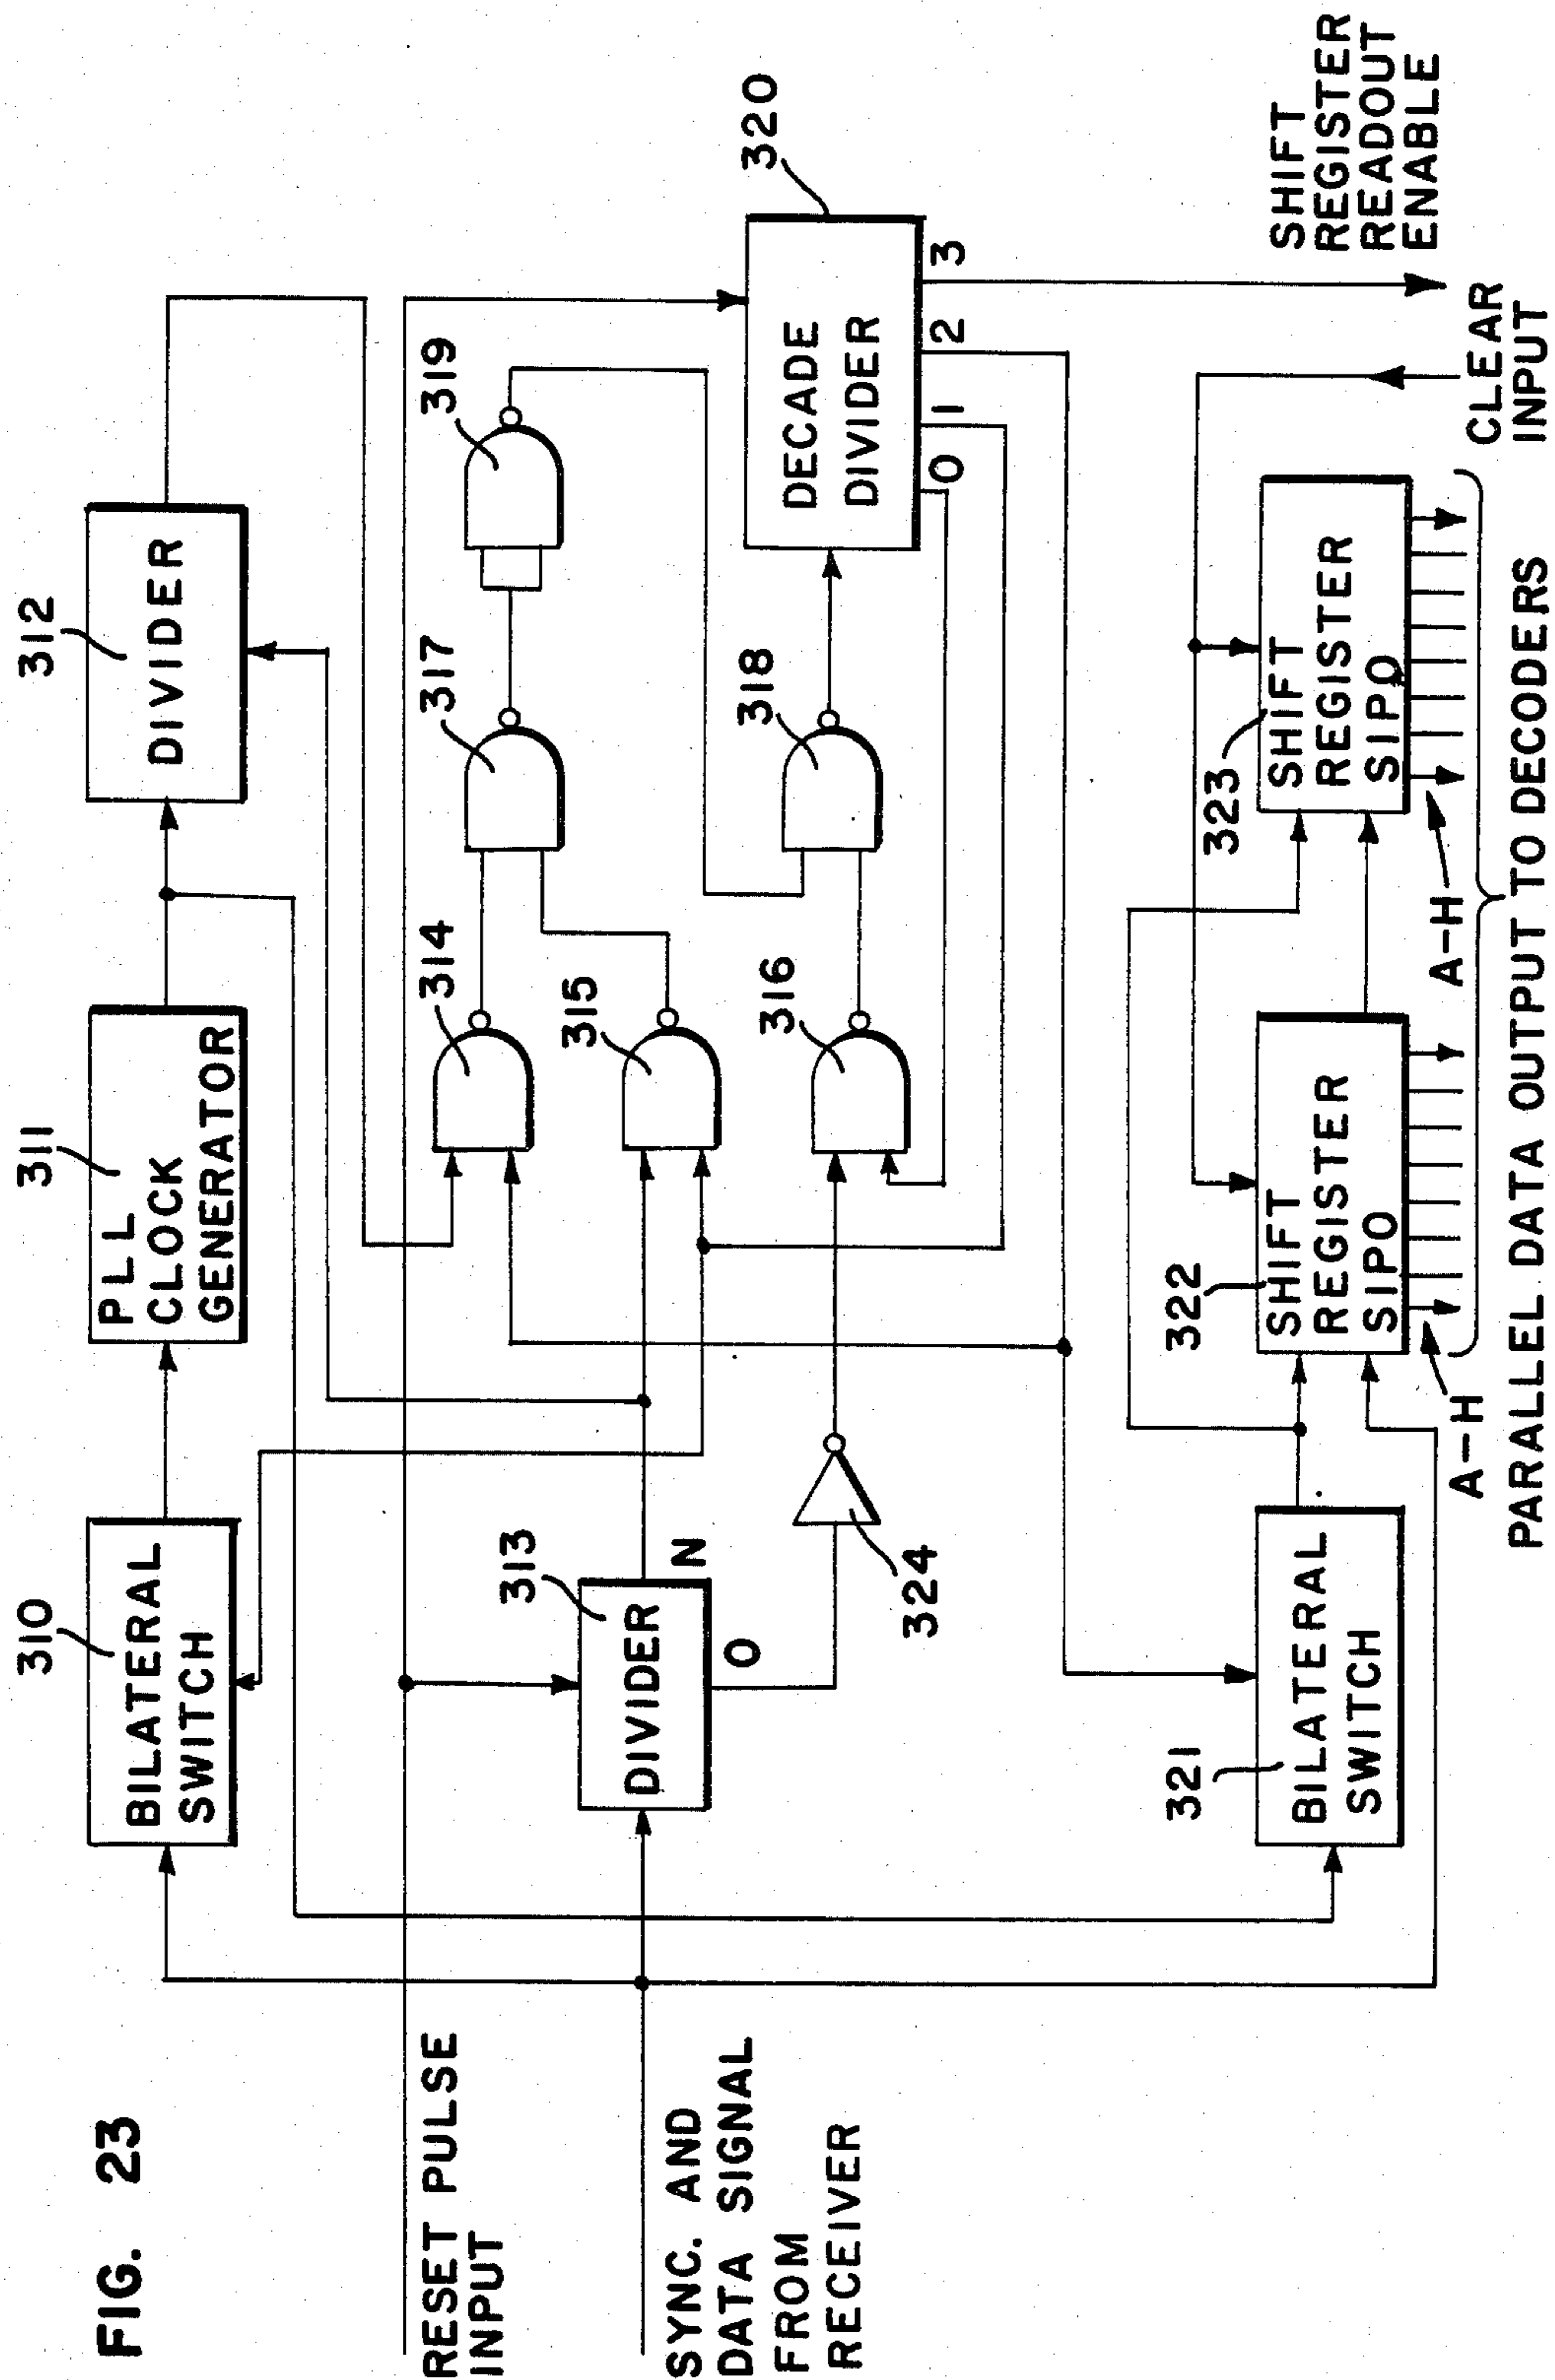 FIG. 23
310
BILATERAL
SWITCH
311
PLL
CLOCK
GENERATOR
312
DIVIDER
RESET PULSE
INPUT
SYNC. AND
DATA SIGNAL
FROM
RECEIVER
313
DIVIDER
N
0
324
314
315
316
317
318
319
320
DECADE
DIVIDER
0
1
2
3
321
BILATERAL
SWITCH
322
SHIFT
REGISTER
SIPO
323
SHIFT
REGISTER
SIPO
A-H
A-H
PARALLEL DATA OUTPUT TO DECODERS
CLEAR
INPUT
SHIFT
REGISTER
READOUT
ENABLE